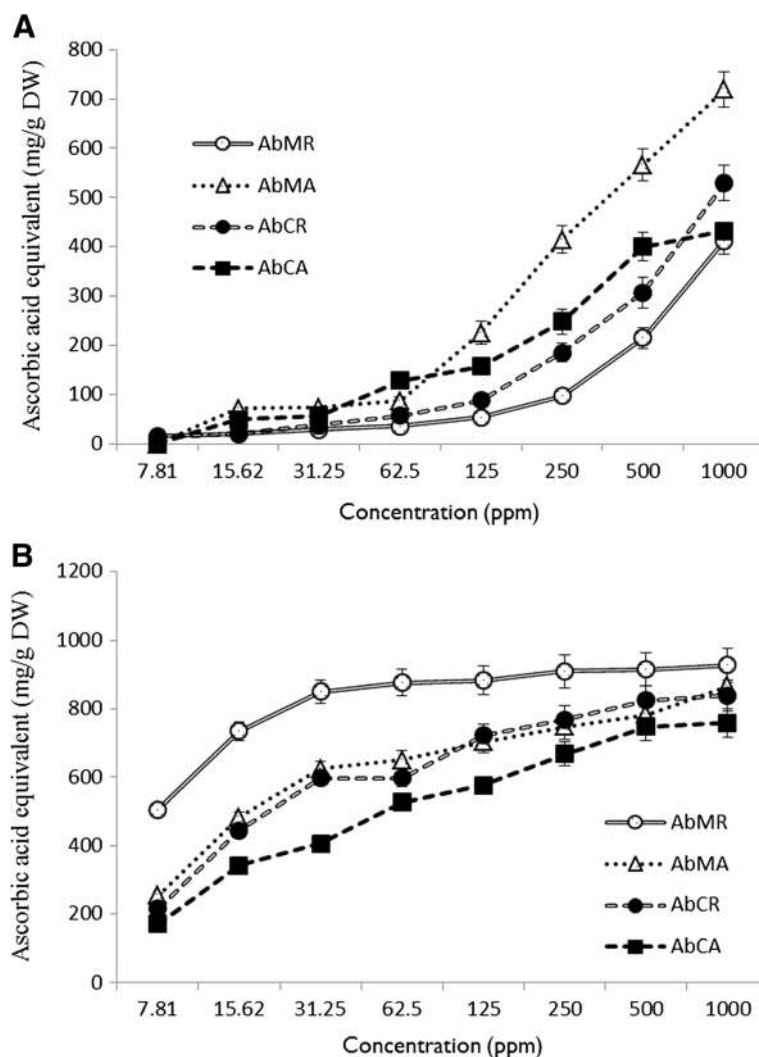 A
Ascorbic acid equivalent (mg/g DW)
800
700
600
500
400
300
200
100
0
AbMR
AbMA
AbCR
AbCA
7.81 15.62 31.25 62.5 125 250 500 1000
Concentration (ppm)
B
Ascorbic acid equivalent (mg/g DW)
1200
1000
800
600
400
200
0
AbMR
AbMA
AbCR
AbCA
7.81 15.62 31.25 62.5 125 250 500 1000
Concentration (ppm)